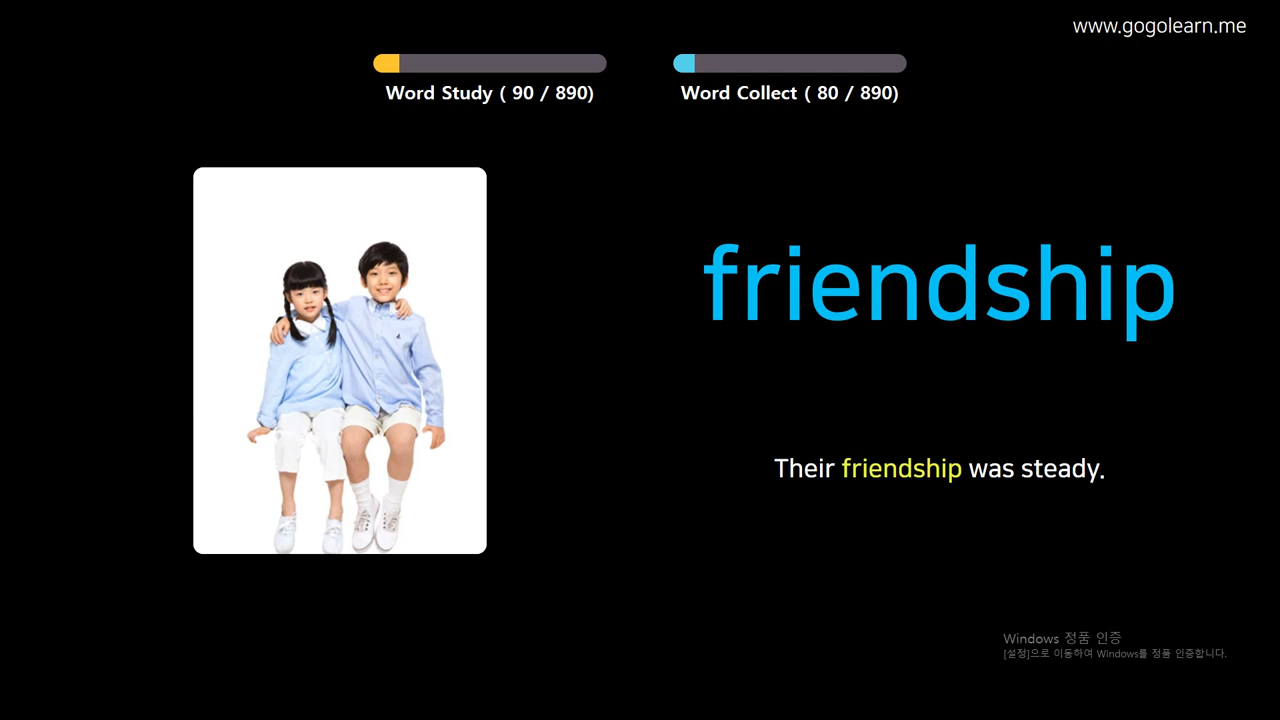 www.gogolearn.me
Word Study ( 90 / 890)
Word Collect ( 80 / 890)
friendship
Their friendship was steady.
Windows 정품 인증
[설정]으로 이동하여 Windows를 정품 인증합니다.